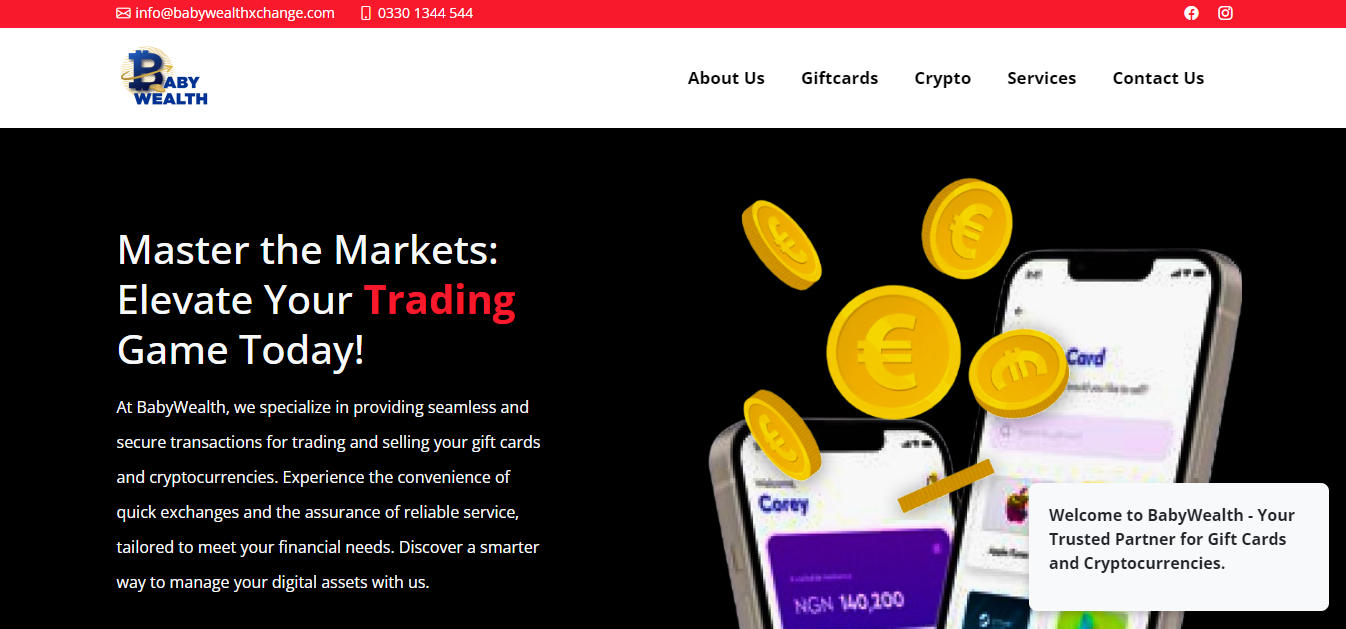 info@babywealthxchange.com
0330 1344 544
BABY
WEALTH
About Us
Giftcards
Crypto
Services
Contact Us
Master the Markets:
Elevate Your Trading
Game Today!
At BabyWealth, we specialize in providing seamless and
secure transactions for trading and selling your gift cards
and cryptocurrencies. Experience the convenience of
quick exchanges and the assurance of reliable service,
tailored to meet your financial needs. Discover a smarter
way to manage your digital assets with us.
Card
Welcome,
Corey
Available balance
NGN 140,200
Welcome to BabyWealth - Your
Trusted Partner for Gift Cards
and Cryptocurrencies.